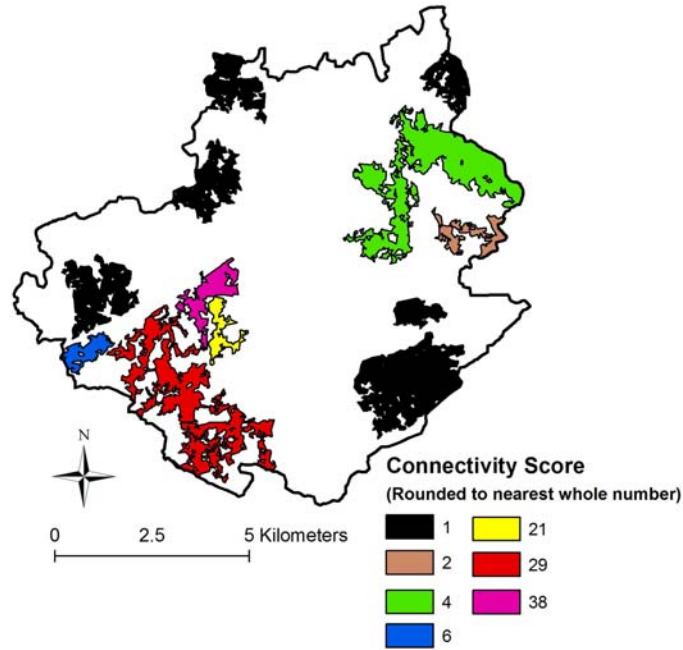 N
0 2.5 5 Kilometers
Connectivity Score
(Rounded to nearest whole number)
1 21
2 29
4 38
6